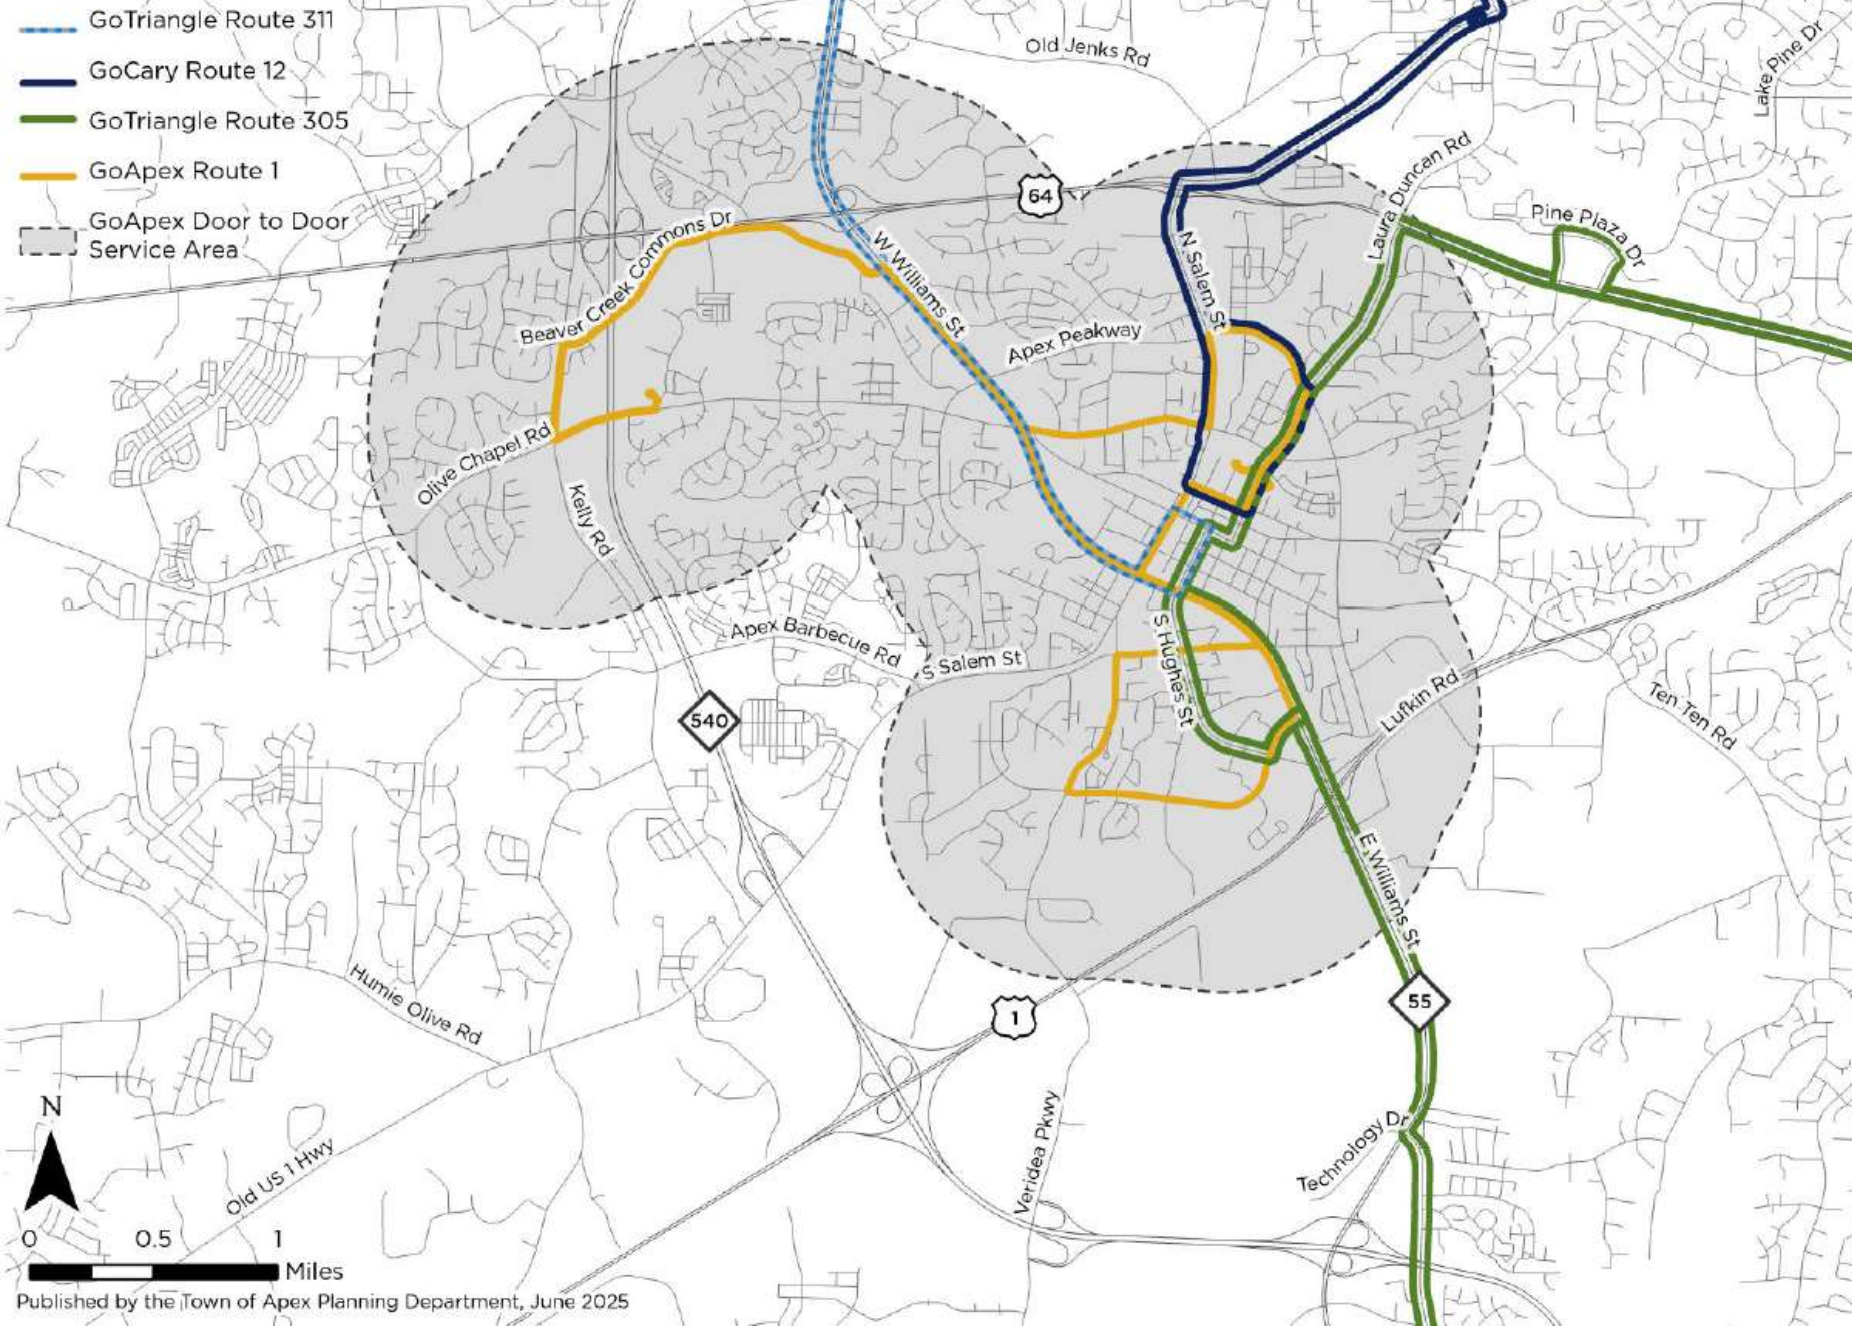 GoTriangle Route 311
GoCary Route 12
GoTriangle Route 305
GoApex Route 1
GoApex Door to Door
Service Area
Old Jenks Rd
Lake Pine Dr
Laura Duncan Rd
64
Pine Plaza Dr
Beaver Creek Commons Dr
W Williams St
N Salem St
Apex Peakway
Olive Chapel Rd
Kelly Rd
Apex Barbecue Rd
S Salem St
S Hughes St
540
Lufkin Rd
Ten Ten Rd
E Williams St
Humie Olive Rd
1
55
N
Old US 1 Hwy
Veridea Pkwy
Technology Dr
0 0.5 1
Miles
Published by the Town of Apex Planning Department, June 2025